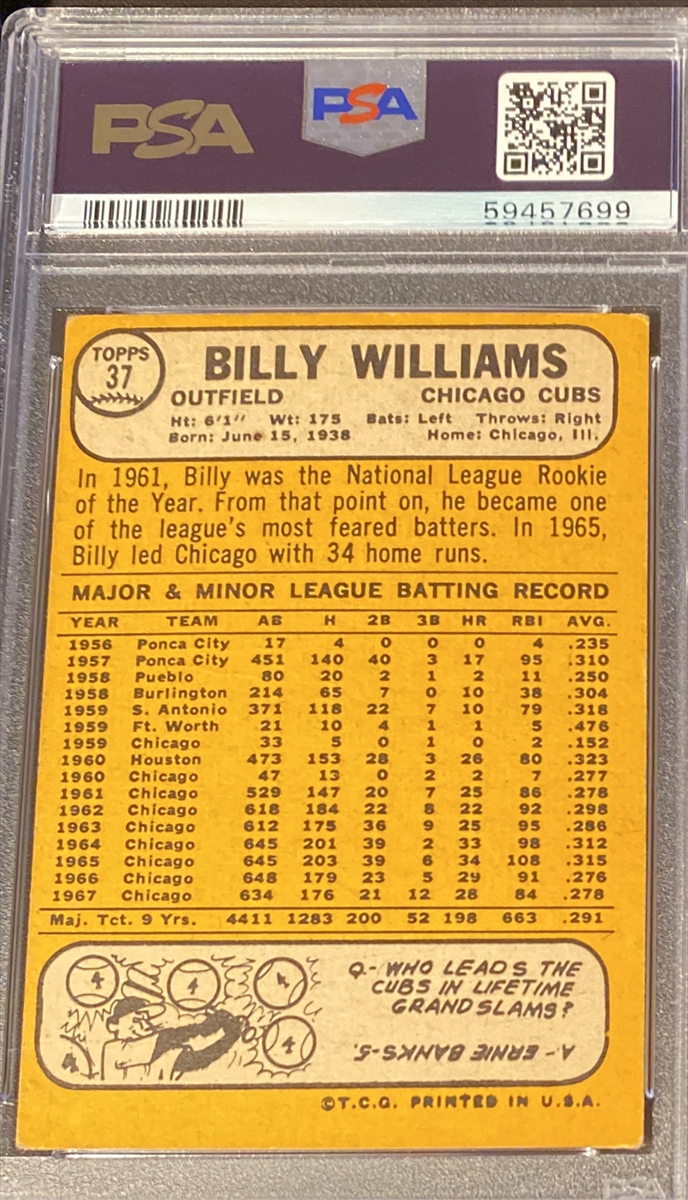 PSA
PSA
59457699
TOPPS
37
BILLY WILLIAMS
OUTFIELD CHICAGO CUBS
Ht: 6'1" Wt: 175 Bats: Left Throws: Right
Born: June 15, 1938 Home: Chicago, Ill.
In 1961, Billy was the National League Rookie
of the Year. From that point on, he became one
of the league's most feared batters. In 1965,
Billy led Chicago with 34 home runs.
MAJOR & MINOR LEAGUE BATTING RECORD
YEAR TEAM AB H 2B 3B HR RBI AVG.
1956 Ponca City 17 4 0 0 0 4 .235
1957 Ponca City 451 140 40 3 17 95 .310
1958 Pueblo 80 20 2 1 2 11 .250
1958 Burlington 214 65 7 0 10 38 .304
1959 S. Antonio 371 118 22 7 10 79 .318
1959 Ft. Worth 21 10 4 1 1 5 .476
1959 Chicago 33 5 0 1 0 2 .152
1960 Houston 473 153 28 3 26 80 .323
1960 Chicago 47 13 0 2 2 7 .277
1961 Chicago 529 147 20 7 25 86 .278
1962 Chicago 618 184 22 8 22 92 .298
1963 Chicago 612 175 36 9 25 95 .286
1964 Chicago 645 201 39 2 33 98 .312
1965 Chicago 645 203 39 6 34 108 .315
1966 Chicago 648 179 23 5 29 91 .276
1967 Chicago 634 176 21 12 28 84 .278
Maj. Tct. 9 Yrs. 4411 1283 200 52 198 663 .291
4 4 4
4 4
Q- WHO LEADS THE
CUBS IN LIFETIME
GRAND SLAMS?
A- ERNIE BANKS-5.
©T.C.G. PRINTED IN U.S.A.
PSA